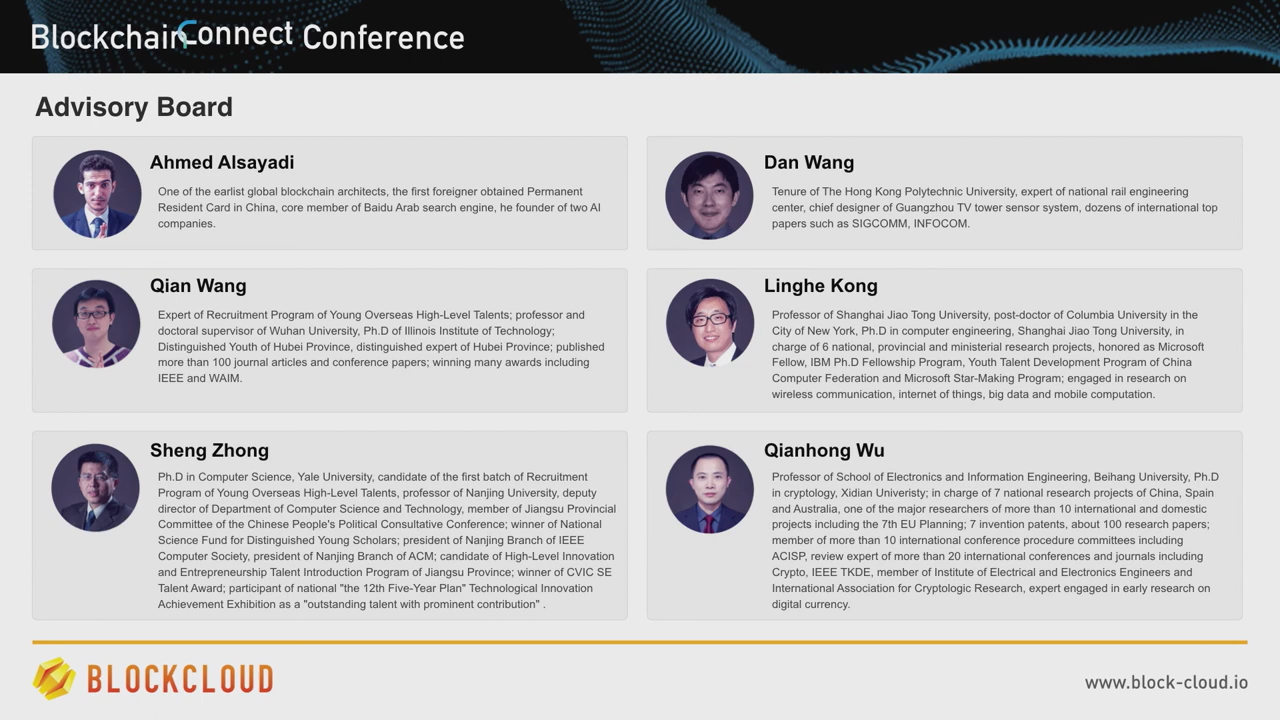 BlockchainConnect Conference
Advisory Board
Ahmed Alsayadi
One of the earlist global blockchain architects, the first foreigner obtained Permanent
Resident Card in China, core member of Baidu Arab search engine, he founder of two AI
companies.
Dan Wang
Tenure of The Hong Kong Polytechnic University, expert of national rail engineering
center, chief designer of Guangzhou TV tower sensor system, dozens of international top
papers such as SIGCOMM, INFOCOM.
Qian Wang
Expert of Recruitment Program of Young Overseas High-Level Talents; professor and
doctoral supervisor of Wuhan University, Ph.D of Illinois Institute of Technology;
Distinguished Youth of Hubei Province, distinguished expert of Hubei Province; published
more than 100 journal articles and conference papers; winning many awards including
IEEE and WAIM.
Linghe Kong
Professor of Shanghai Jiao Tong University, post-doctor of Columbia University in the
City of New York, Ph.D in computer engineering, Shanghai Jiao Tong University, in
charge of 6 national, provincial and ministerial research projects, honored as Microsoft
Fellow, IBM Ph.D Fellowship Program, Youth Talent Development Program of China
Computer Federation and Microsoft Star-Making Program; engaged in research on
wireless communication, internet of things, big data and mobile computation.
Sheng Zhong
Ph.D in Computer Science, Yale University, candidate of the first batch of Recruitment
Program of Young Overseas High-Level Talents, professor of Nanjing University, deputy
director of Department of Computer Science and Technology, member of Jiangsu Provincial
Committee of the Chinese People's Political Consultative Conference; winner of National
Science Fund for Distinguished Young Scholars; president of Nanjing Branch of IEEE
Computer Society, president of Nanjing Branch of ACM; candidate of High-Level Innovation
and Entrepreneurship Talent Introduction Program of Jiangsu Province; winner of CVIC SE
Talent Award; participant of national "the 12th Five-Year Plan" Technological Innovation
Achievement Exhibition as a "outstanding talent with prominent contribution" .
Qianhong Wu
Professor of School of Electronics and Information Engineering, Beihang University, Ph.D
in cryptology, Xidian Univeristy; in charge of 7 national research projects of China, Spain
and Australia, one of the major researchers of more than 10 international and domestic
projects including the 7th EU Planning; 7 invention patents, about 100 research papers;
member of more than 10 international conference procedure committees including
ACISP, review expert of more than 20 international conferences and journals including
Crypto, IEEE TKDE, member of Institute of Electrical and Electronics Engineers and
International Association for Cryptologic Research, expert engaged in early research on
digital currency.
BLOCKCLOUD
www.block-cloud.io